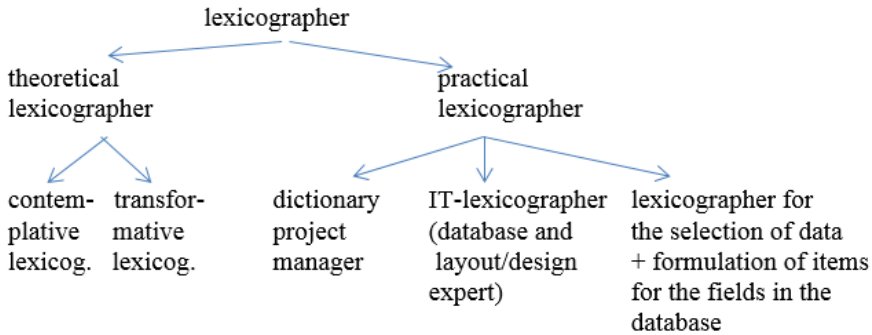 lexicographer
theoretical
lexicographer
practical
lexicographer
contem-
plative
lexicog.
transfor-
mative
lexicog.
dictionary
project
manager
IT-lexicographer
(database and
layout/design
expert)
lexicographer for
the selection of data
+ formulation of items
for the fields in the
database